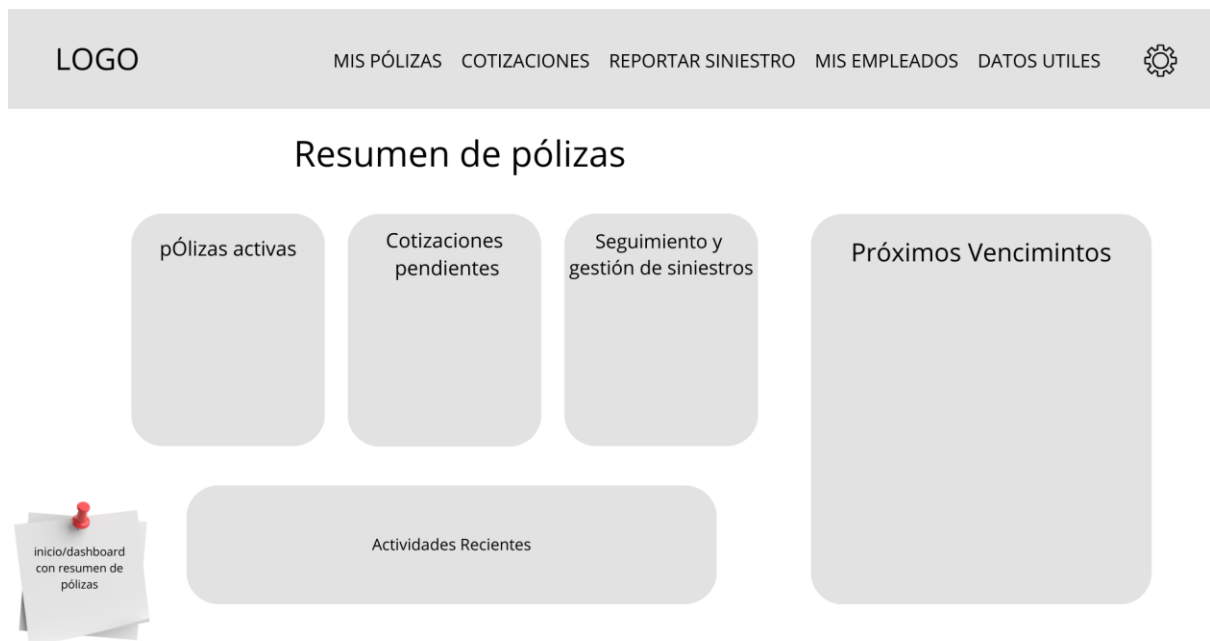 LOGO
MIS PÓLIZAS COTIZACIONES REPORTAR SINIESTRO MIS EMPLEADOS DATOS UTILES
Resumen de pólizas
pÓlizas activas
Cotizaciones
pendientes
Seguimiento y
gestión de siniestros
Próximos Vencimintos
Actividades Recientes
inicio/dashboard
con resumen de
pólizas